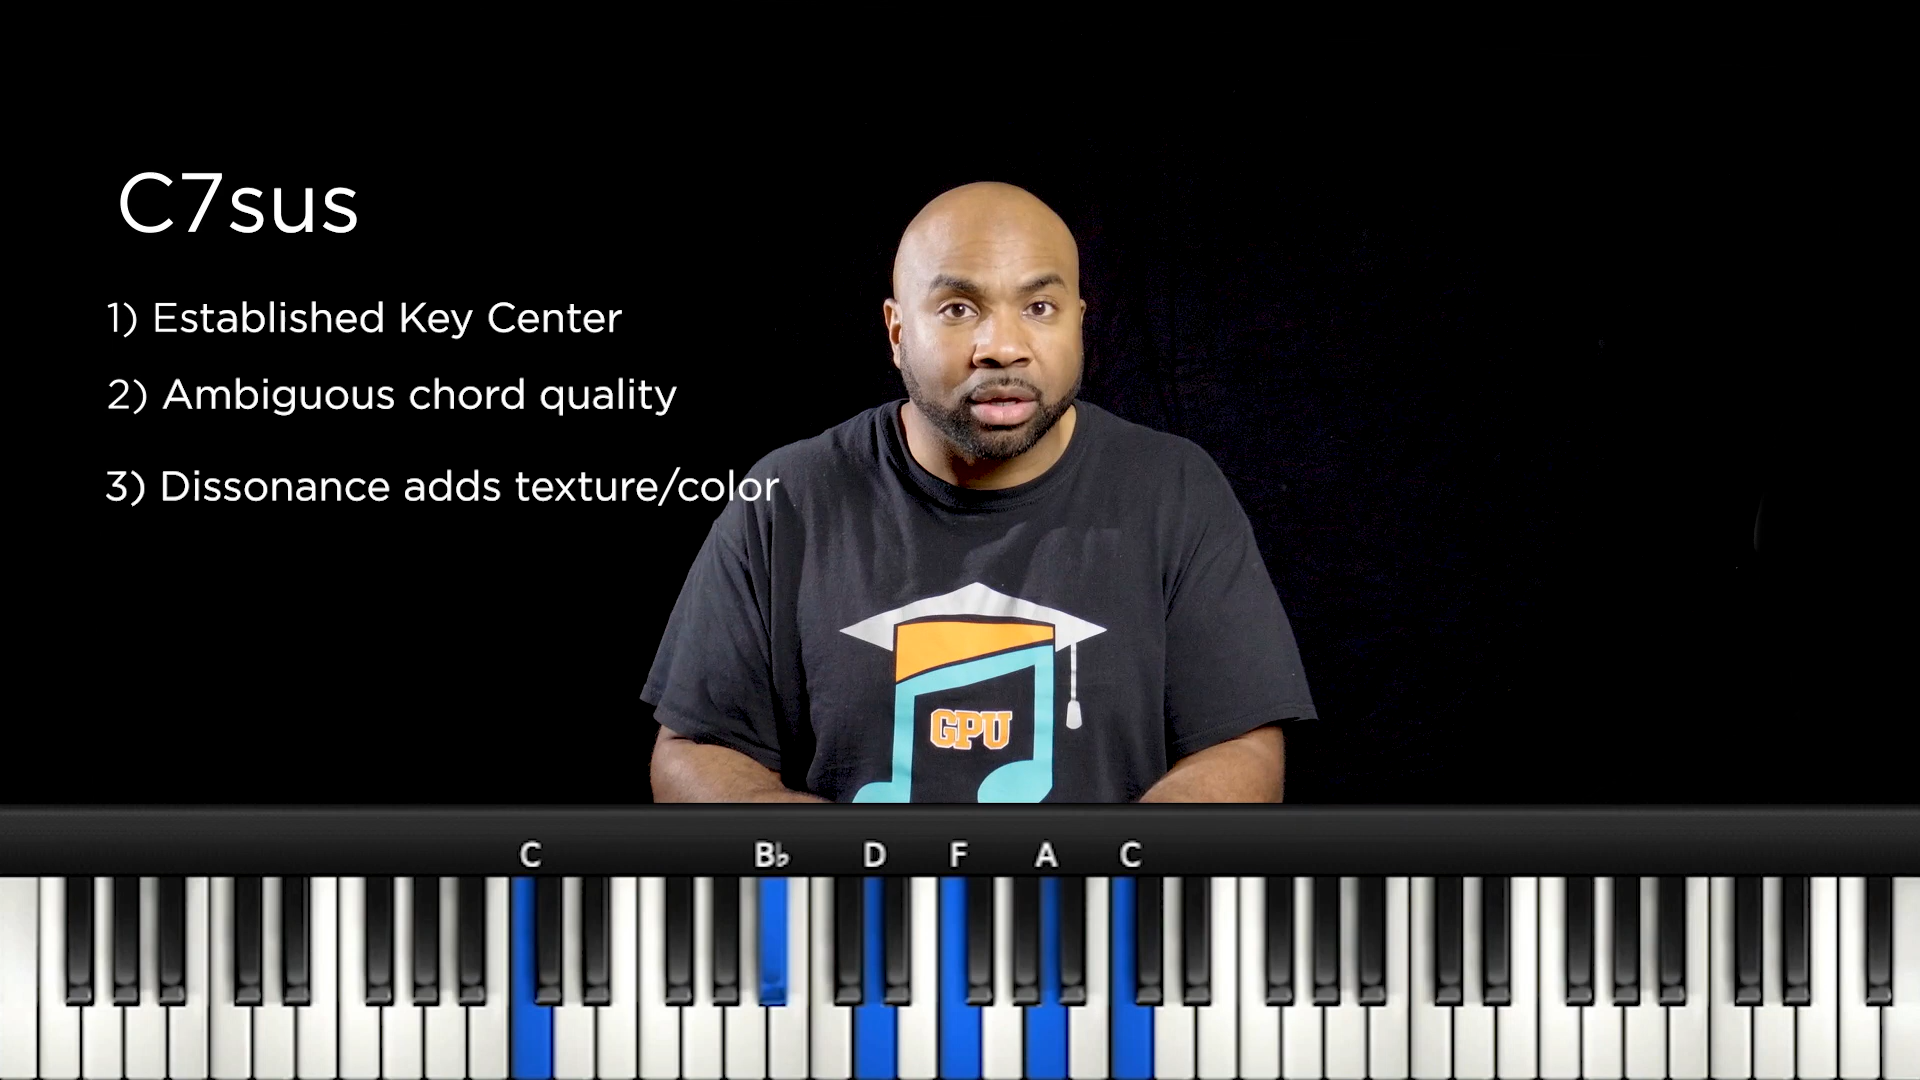 C7sus
1) Established Key Center
2) Ambiguous chord quality
3) Dissonance adds texture/color
GPU
C B♭ D F A C